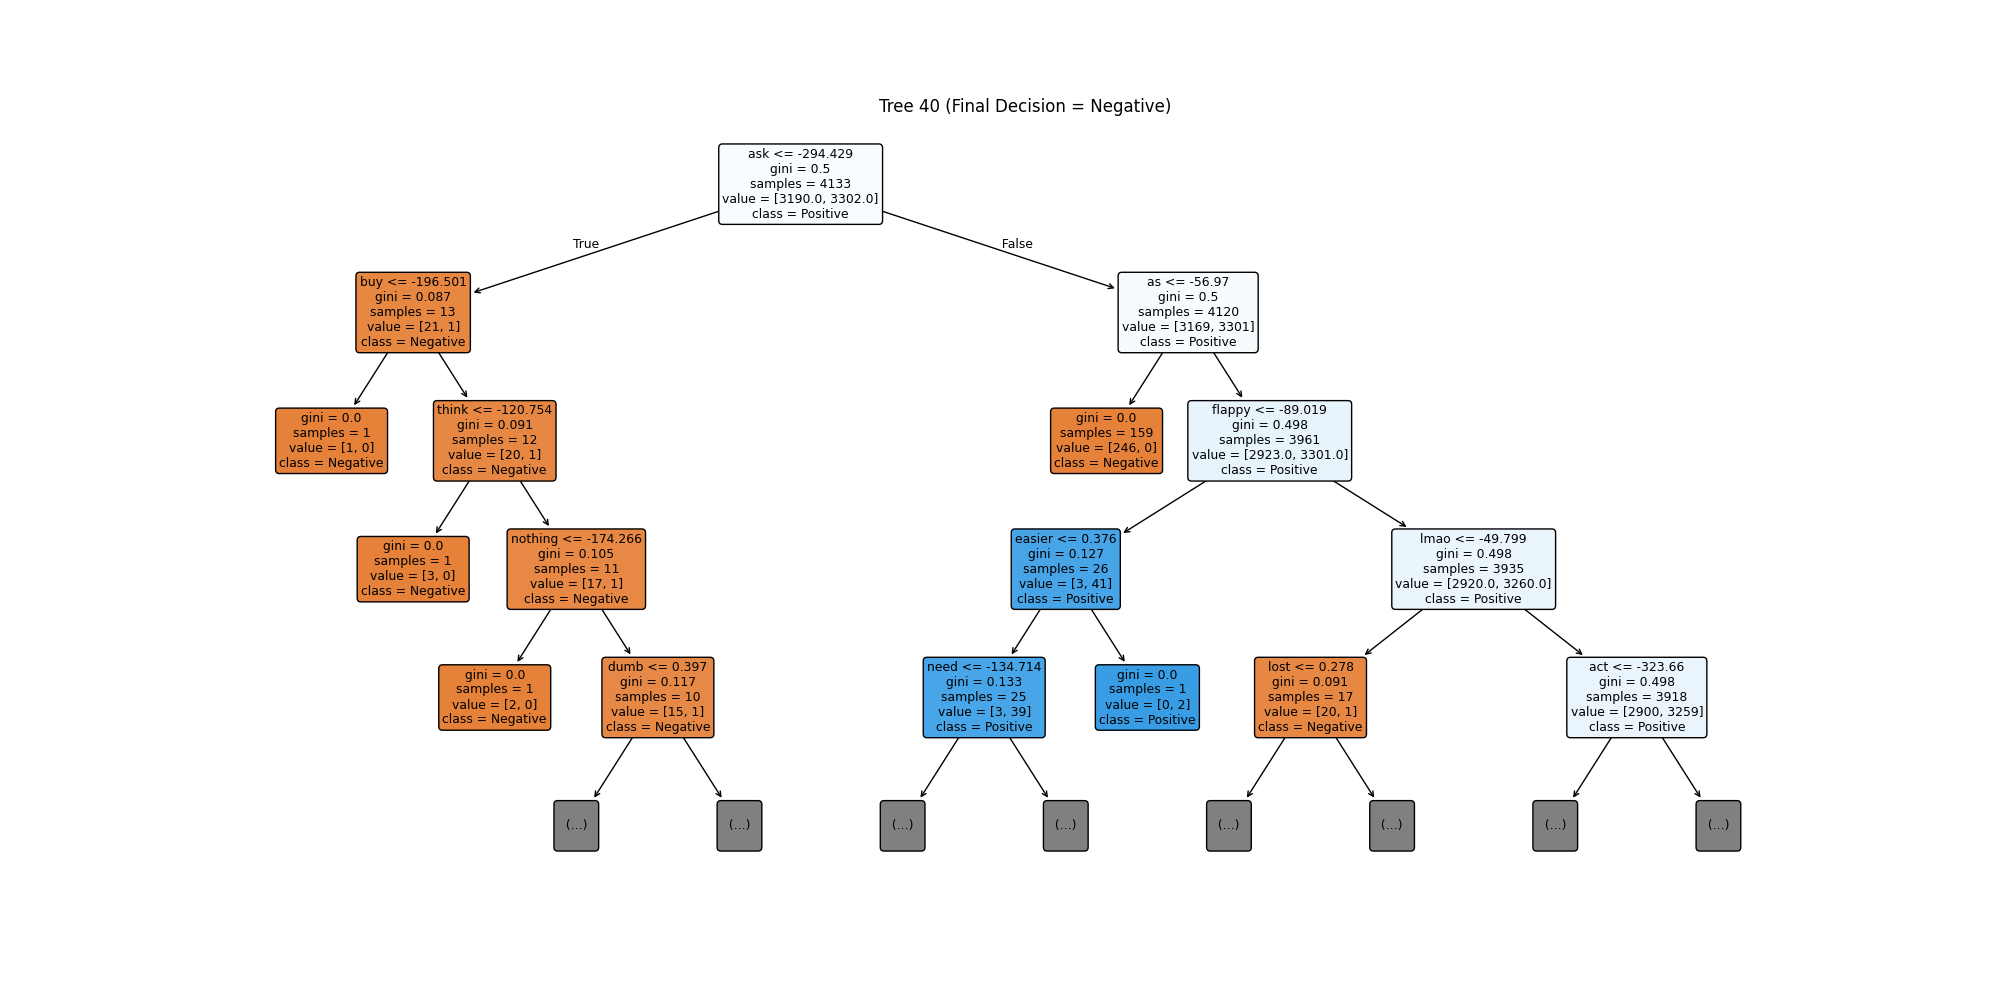 Tree 40 (Final Decision = Negative)
ask <= -294.429
gini = 0.5
samples = 4133
value = [3190.0, 3302.0]
class = Positive
True
False
buy <= -196.501
gini = 0.087
samples = 13
value = [21, 1]
class = Negative
as <= -56.97
gini = 0.5
samples = 4120
value = [3169, 3301]
class = Positive
gini = 0.0
samples = 1
value = [1, 0]
class = Negative
think <= -120.754
gini = 0.091
samples = 12
value = [20, 1]
class = Negative
gini = 0.0
samples = 159
value = [246, 0]
class = Negative
flappy <= -89.019
gini = 0.498
samples = 3961
value = [2923.0, 3301.0]
class = Positive
gini = 0.0
samples = 1
value = [3, 0]
class = Negative
nothing <= -174.266
gini = 0.105
samples = 11
value = [17, 1]
class = Negative
easier <= 0.376
gini = 0.127
samples = 26
value = [3, 41]
class = Positive
lmao <= -49.799
gini = 0.498
samples = 3935
value = [2920.0, 3260.0]
class = Positive
gini = 0.0
samples = 1
value = [2, 0]
class = Negative
dumb <= 0.397
gini = 0.117
samples = 10
value = [15, 1]
class = Negative
need <= -134.714
gini = 0.133
samples = 25
value = [3, 39]
class = Positive
gini = 0.0
samples = 1
value = [0, 2]
class = Positive
lost <= 0.278
gini = 0.091
samples = 17
value = [20, 1]
class = Negative
act <= -323.66
gini = 0.498
samples = 3918
value = [2900, 3259]
class = Positive
(...)
(...)
(...)
(...)
(...)
(...)
(...)
(...)